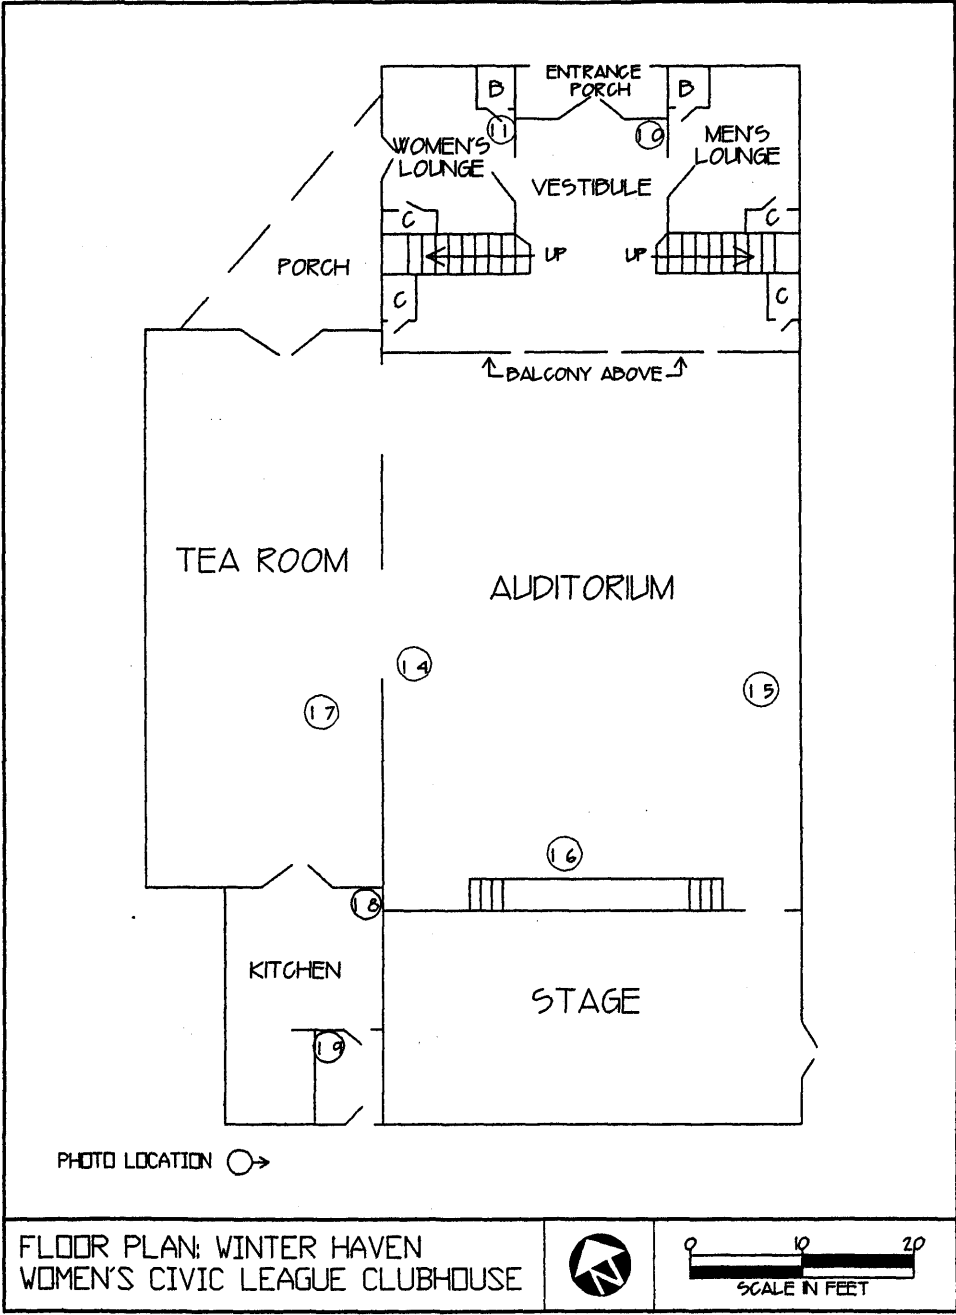 ENTRANCE
PORCH
B
B
11
10
WOMEN'S
LOUNGE
MEN'S
LOUNGE
VESTIBULE
C
C
UP
UP
PORCH
C
C
BALCONY ABOVE
TEA ROOM
AUDITORIUM
14
15
17
16
18
KITCHEN
STAGE
19
PHOTO LOCATION
FLOOR PLAN: WINTER HAVEN
WOMEN'S CIVIC LEAGUE CLUBHOUSE
N
0 10 20
SCALE IN FEET